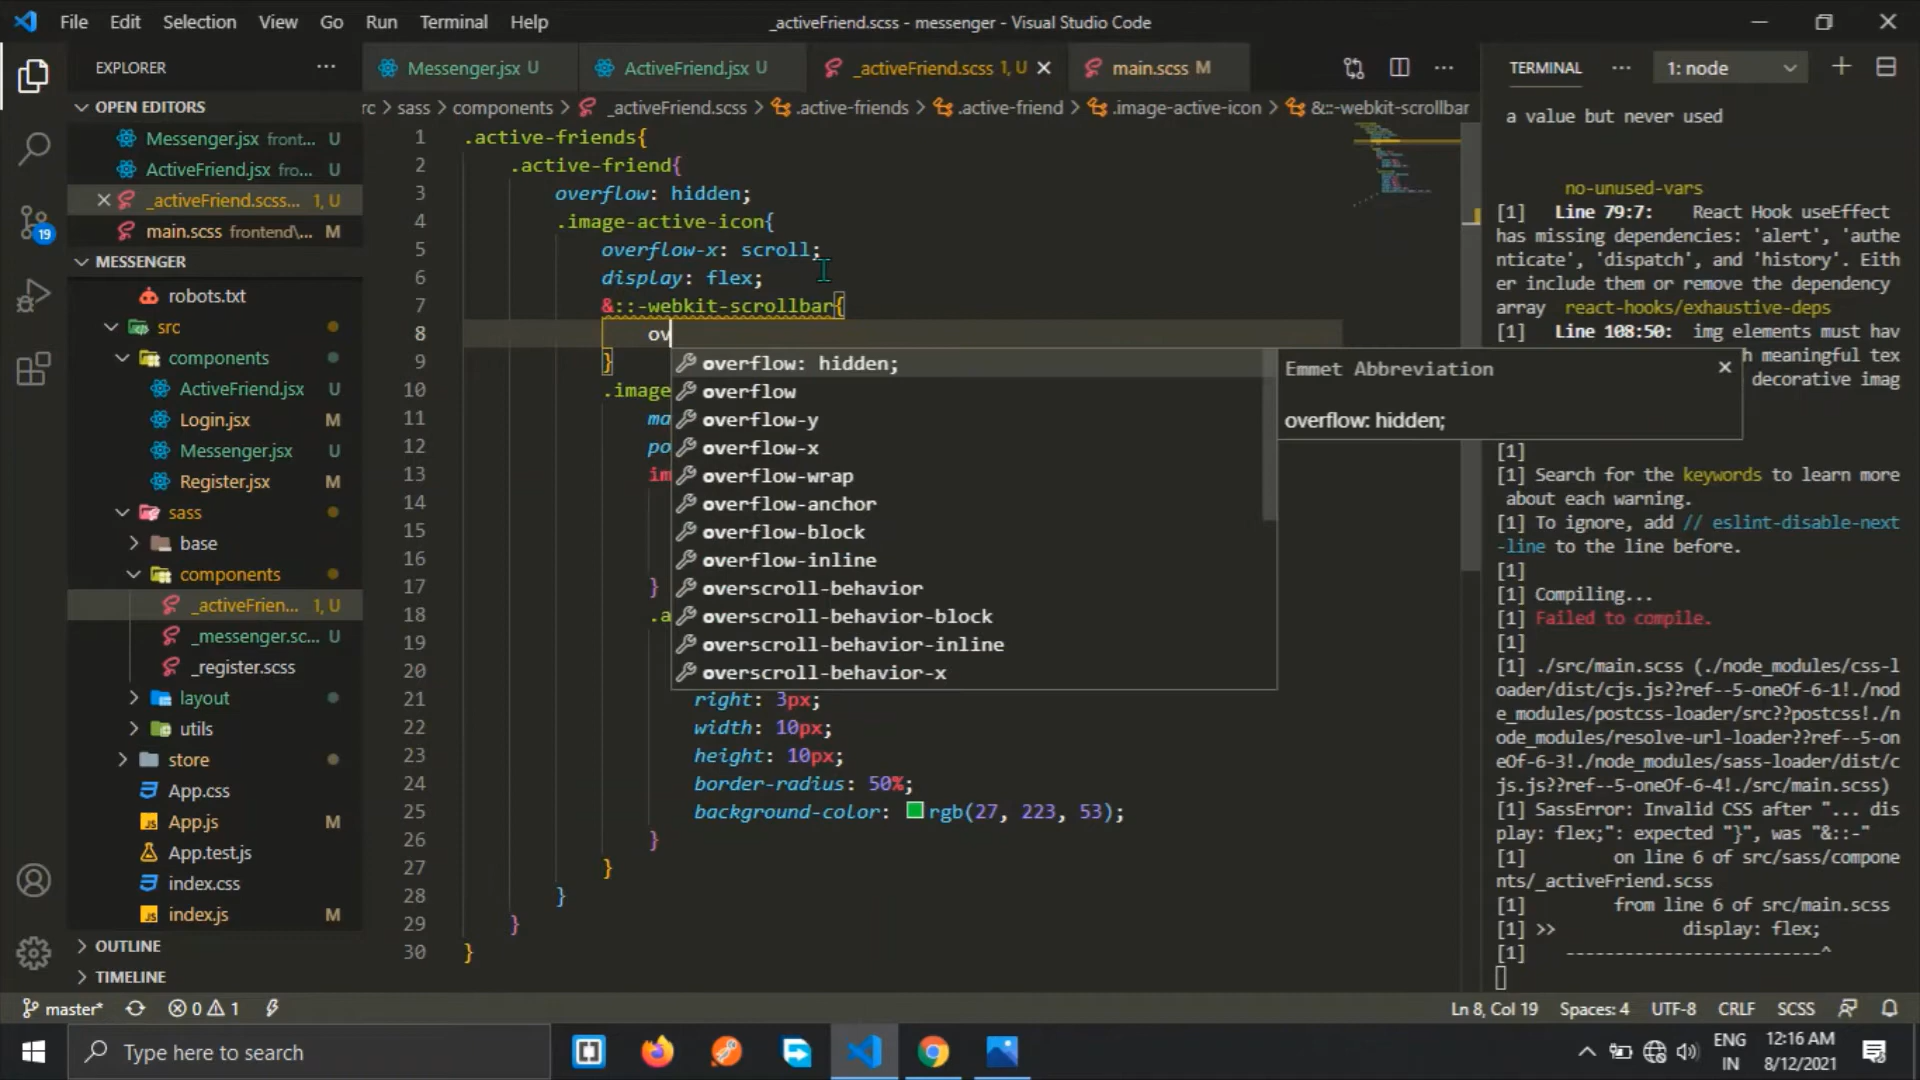 File Edit Selection View Go Run Terminal Help
_activeFriend.scss - messenger - Visual Studio Code
EXPLORER
OPEN EDITORS
Messenger.jsx front... U
ActiveFriend.jsx fro... U
_activeFriend.scss... 1, U
main.scss frontend\... M
MESSENGER
robots.txt
src
components
ActiveFriend.jsx U
Login.jsx M
Messenger.jsx U
Register.jsx M
sass
base
components
_activeFrien... 1, U
_messenger.sc... U
_register.scss
layout
utils
store
App.css
App.js M
App.test.js
index.css
index.js M
OUTLINE
TIMELINE
Messenger.jsx U
ActiveFriend.jsx U
_activeFriend.scss 1, U
main.scss M
rc > sass > components > _activeFriend.scss > .active-friends > .active-friend > .image-active-icon > &::-webkit-scrollbar
1 .active-friends{
2 .active-friend{
3 overflow: hidden;
4 .image-active-icon{
5 overflow-x: scroll;
6 display: flex;
7 &::-webkit-scrollbar{
8 ov
9 }
10 .image
11 ma
12 po
13 im
14
15
16
17 }
18 .a
19
20
21 right: 3px;
22 width: 10px;
23 height: 10px;
24 border-radius: 50%;
25 background-color: rgb(27, 223, 53);
26 }
27 }
28 }
29 }
30 }
overflow: hidden;
overflow
overflow-y
overflow-x
overflow-wrap
overflow-anchor
overflow-block
overflow-inline
overscroll-behavior
overscroll-behavior-block
overscroll-behavior-inline
overscroll-behavior-x
Emmet Abbreviation
overflow: hidden;
TERMINAL 1: node
a value but never used
no-unused-vars
[1] Line 79:7: React Hook useEffect
has missing dependencies: 'alert', 'authe
nticate', 'dispatch', and 'history'. Eith
er include them or remove the dependency
array react-hooks/exhaustive-deps
[1] Line 108:50: img elements must hav
h meaningful tex
decorative imag
[1]
[1] Search for the keywords to learn more
about each warning.
[1] To ignore, add // eslint-disable-next
-line to the line before.
[1]
[1] Compiling...
[1] Failed to compile.
[1]
[1] ./src/main.scss (./node_modules/css-l
oader/dist/cjs.js??ref--5-oneOf-6-1!./nod
e_modules/postcss-loader/src??postcss!./n
ode_modules/resolve-url-loader??ref--5-on
eOf-6-3!./node_modules/sass-loader/dist/c
js.js??ref--5-oneOf-6-4!./src/main.scss)
[1] SassError: Invalid CSS after "... dis
play: flex;": expected "}", was "&::-"
[1] on line 6 of src/sass/compone
nts/_activeFriend.scss
[1] from line 6 of src/main.scss
[1] >> display: flex;
[1] -------------------------^
19
master* 0 1
Ln 8, Col 19 Spaces: 4 UTF-8 CRLF SCSS
Type here to search
ENG
IN
12:16 AM
8/12/2021